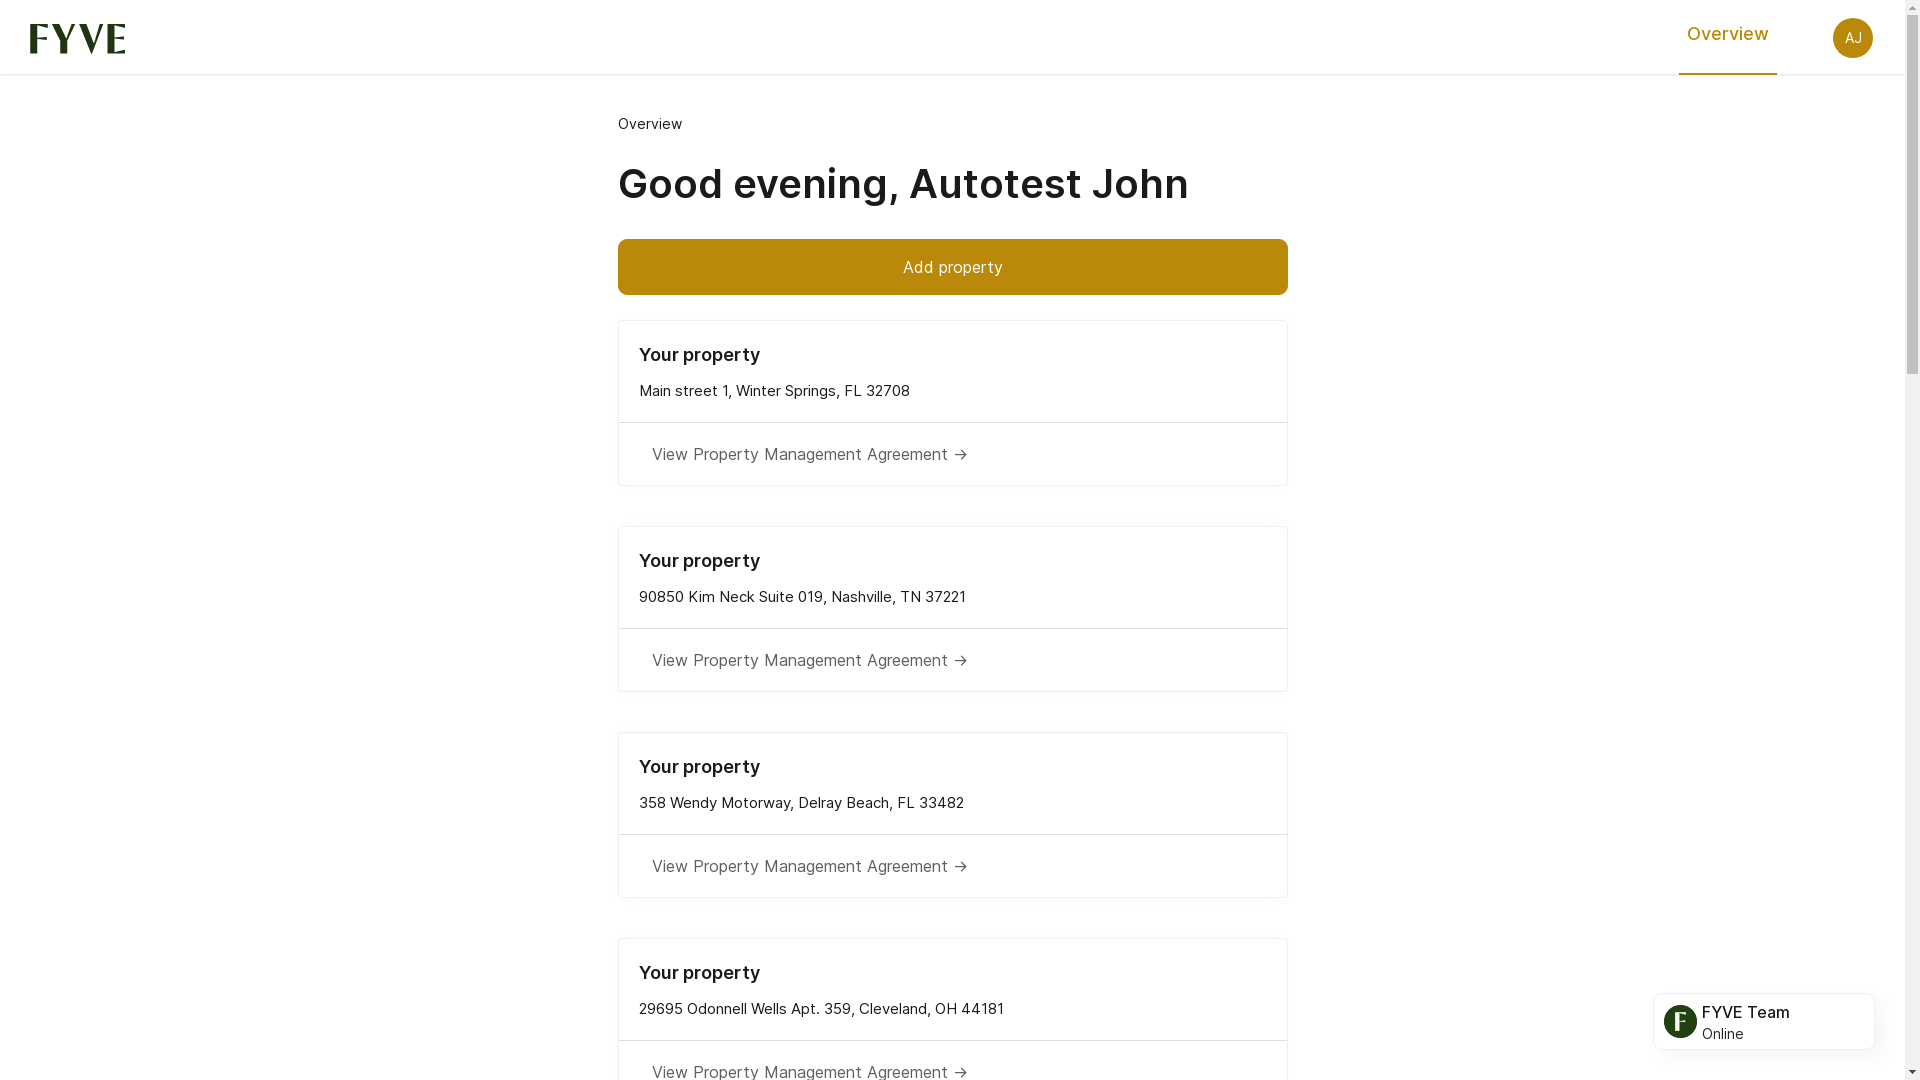 FYVE
Overview
AJ
Overview
Good evening, Autotest John
Add property
Your property
Main street 1, Winter Springs, FL 32708
View Property Management Agreement →
Your property
90850 Kim Neck Suite 019, Nashville, TN 37221
View Property Management Agreement →
Your property
358 Wendy Motorway, Delray Beach, FL 33482
View Property Management Agreement →
Your property
29695 Odonnell Wells Apt. 359, Cleveland, OH 44181
View Property Management Agreement →
F
FYVE Team
Online